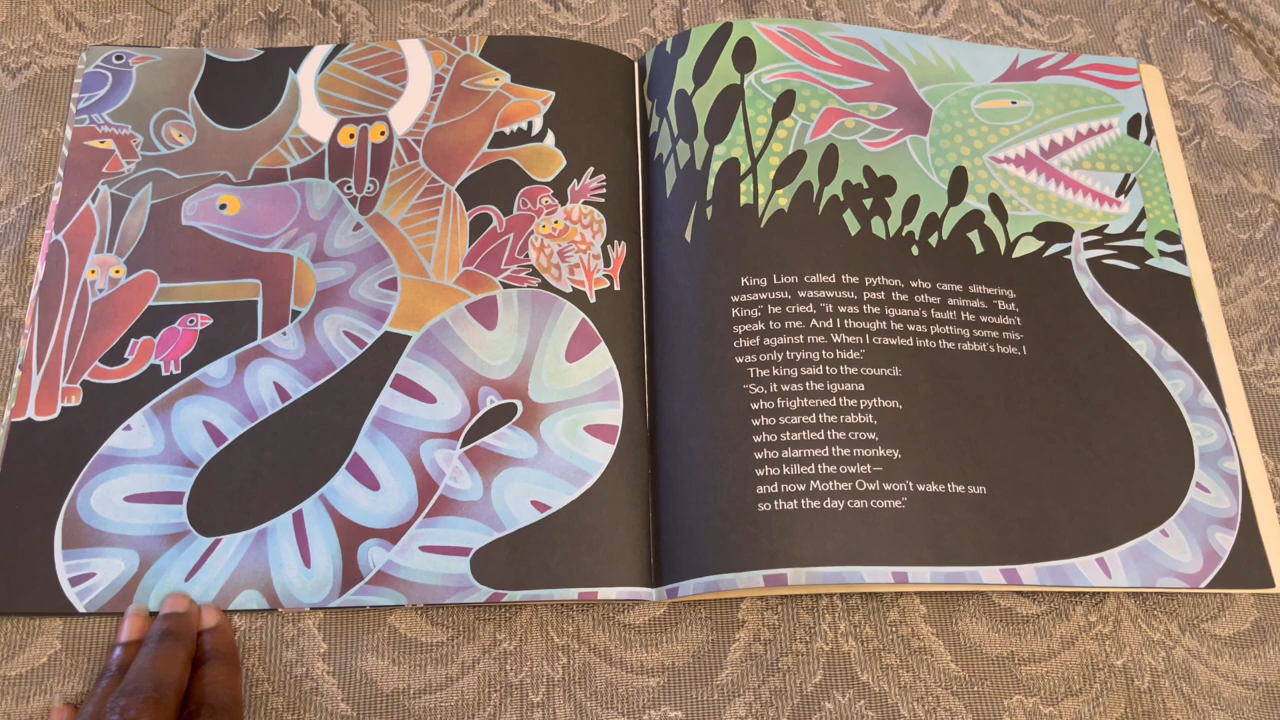 King Lion called the python, who came slithering,
wasawusu, wasawusu, past the other animals. “But,
King,” he cried, “it was the iguana’s fault! He wouldn’t
speak to me. And I thought he was plotting some mis-
chief against me. When I crawled into the rabbit’s hole, I
was only trying to hide.”
The king said to the council:
“So, it was the iguana
who frightened the python,
who scared the rabbit,
who startled the crow,
who alarmed the monkey,
who killed the owlet—
and now Mother Owl won’t wake the sun
so that the day can come.”